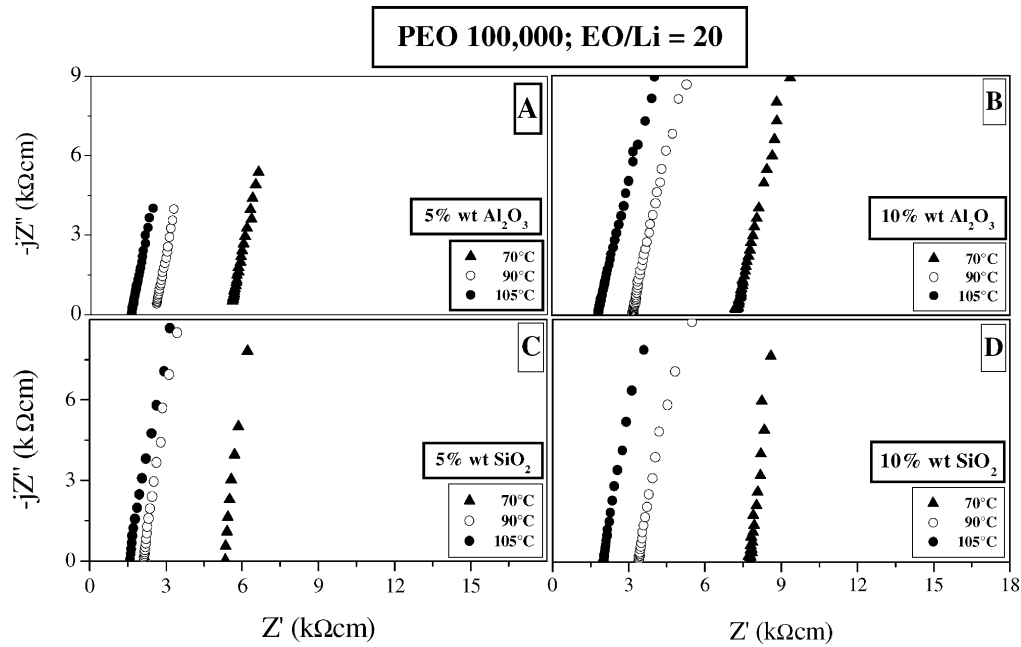 PEO 100,000; EO/Li = 20
9
6
3
0
-jZ" (kΩcm)
A
5% wt Al₂O₃
70°C
90°C
105°C
B
10% wt Al₂O₃
70°C
90°C
105°C
6
3
0
-jZ" (kΩcm)
C
5% wt SiO₂
70°C
90°C
105°C
D
10% wt SiO₂
70°C
90°C
105°C
0 3 6 9 12 15 0 3 6 9 12 15 18
Z' (kΩcm) Z' (kΩcm)